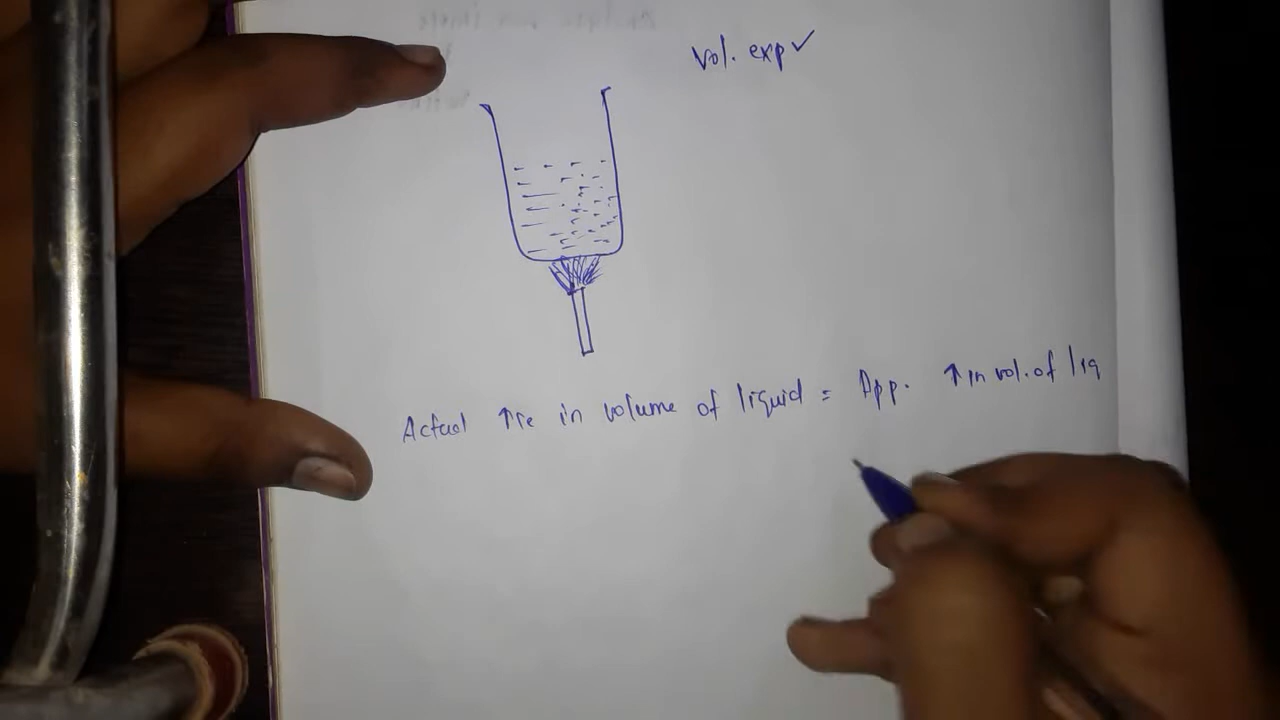 Vol. exp ✓
Actual ↑se in volume of liquid = App. ↑ in vol. of liq